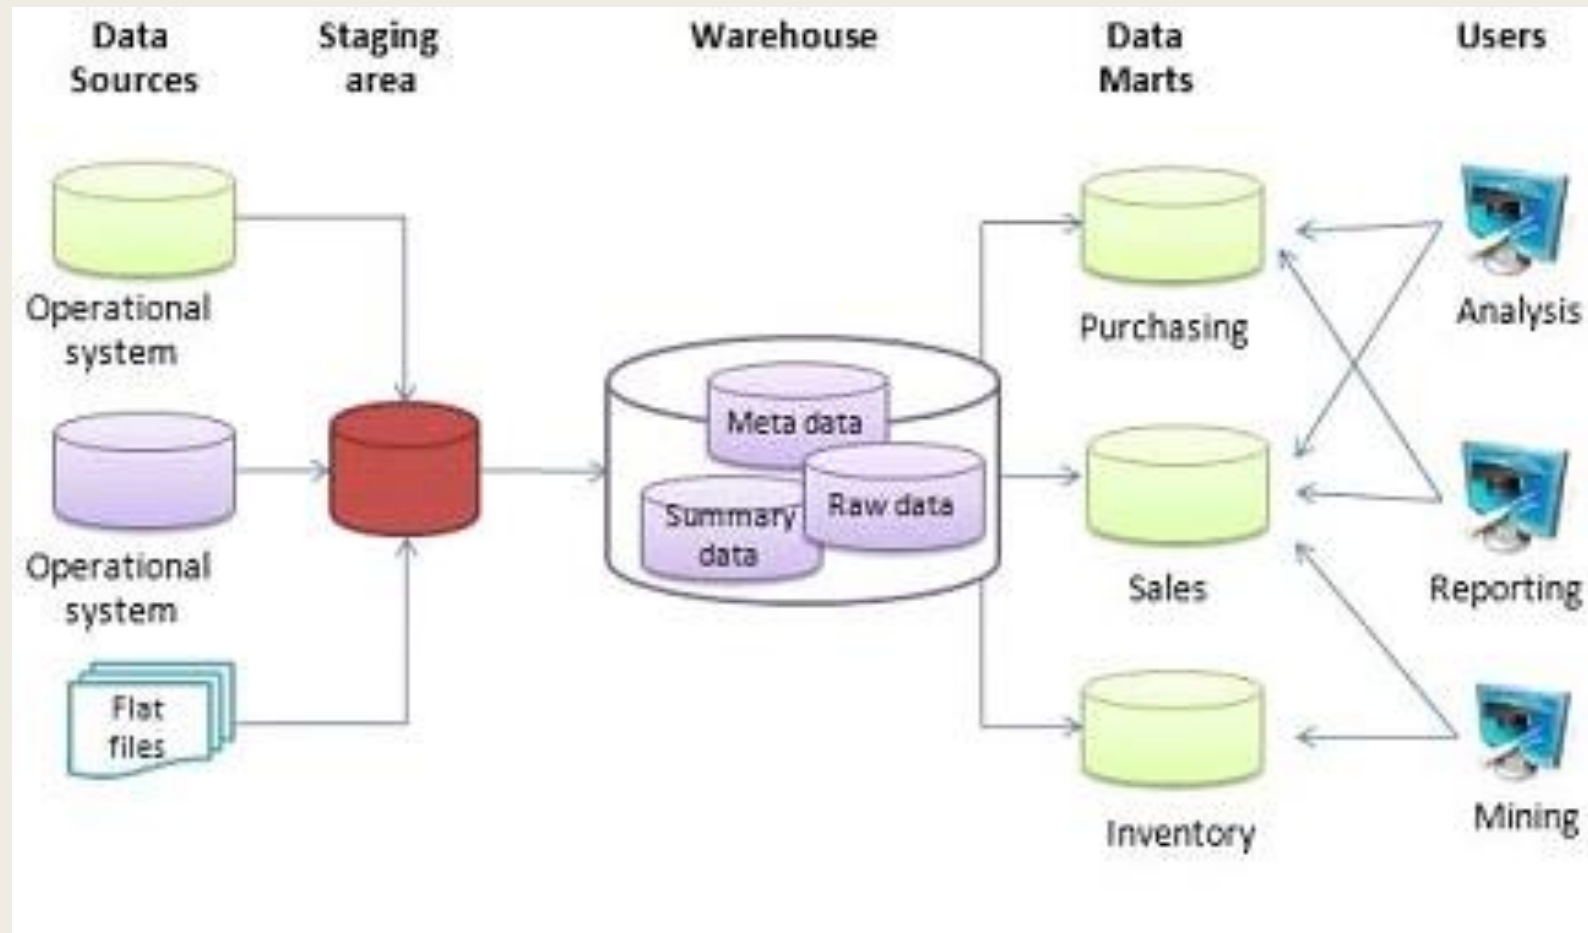 Data
Sources
Staging
area
Warehouse
Data
Marts
Users
Operational
system
Operational
system
Flat
files
Meta data
Summary
data
Raw data
Purchasing
Sales
Inventory
Analysis
Reporting
Mining